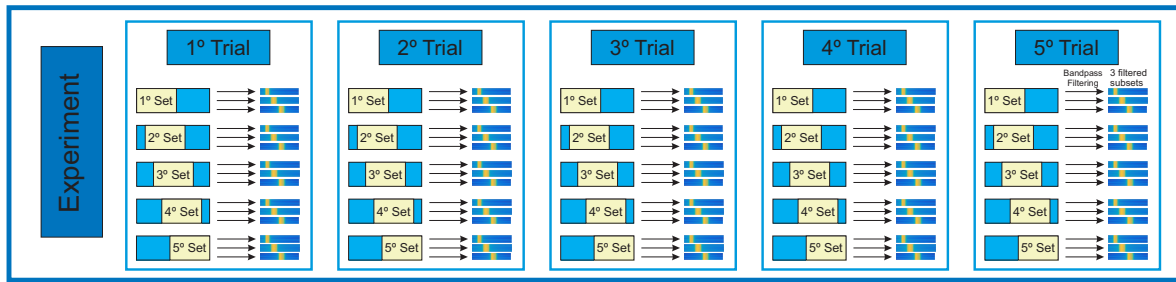 Experiment
1º Trial
1º Set
2º Set
3º Set
4º Set
5º Set
2º Trial
1º Set
2º Set
3º Set
4º Set
5º Set
3º Trial
1º Set
2º Set
3º Set
4º Set
5º Set
4º Trial
1º Set
2º Set
3º Set
4º Set
5º Set
5º Trial
Bandpass
Filtering
3 filtered
subsets
1º Set
2º Set
3º Set
4º Set
5º Set